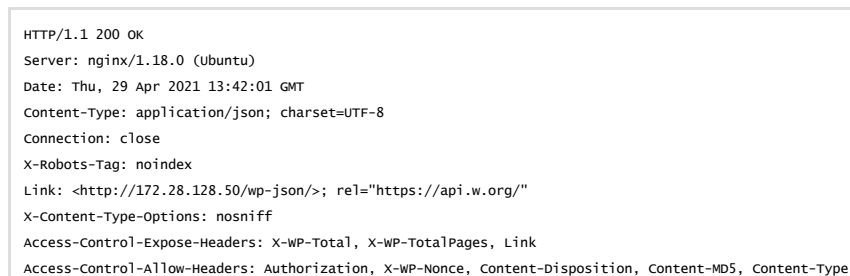 HTTP/1.1 200 OK
Server: nginx/1.18.0 (Ubuntu)
Date: Thu, 29 Apr 2021 13:42:01 GMT
Content-Type: application/json; charset=UTF-8
Connection: close
X-Robots-Tag: noindex
Link: <http://172.28.128.50/wp-json/>; rel="https://api.w.org/"
X-Content-Type-Options: nosniff
Access-Control-Expose-Headers: X-WP-Total, X-WP-TotalPages, Link
Access-Control-Allow-Headers: Authorization, X-WP-Nonce, Content-Disposition, Content-MD5, Content-Type